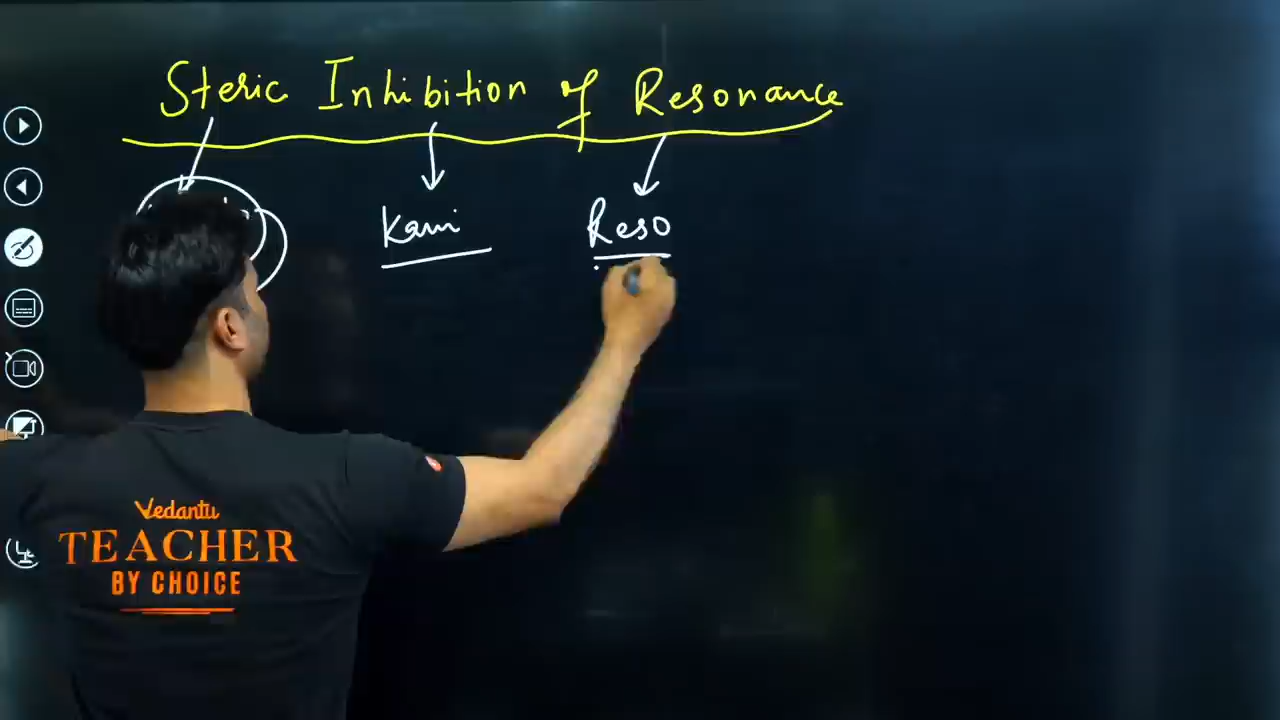 Steric Inhibition of Resonance
Kami Reso
Vedantu
TEACHER
BY CHOICE